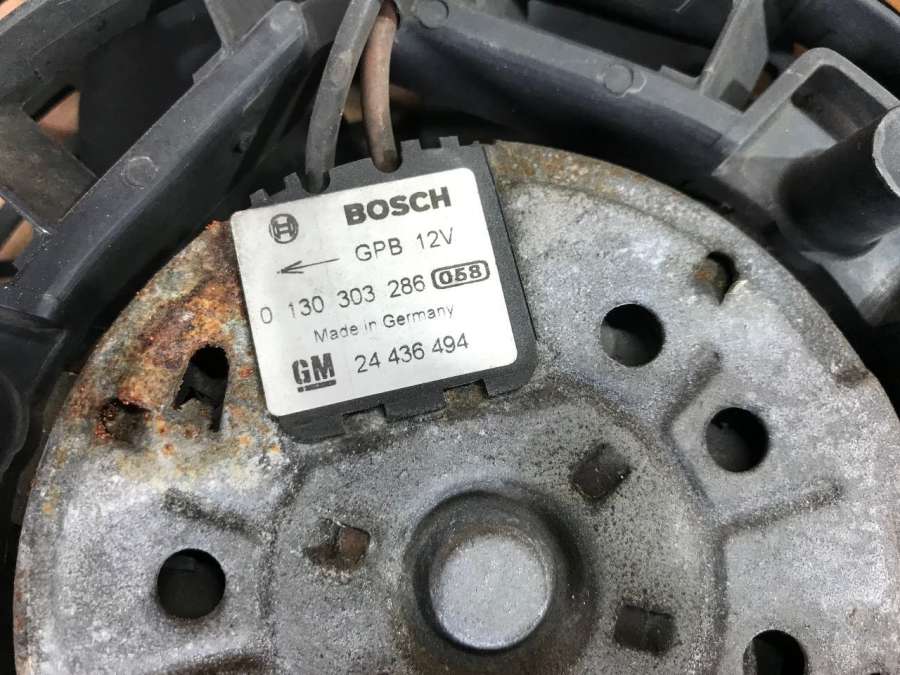 BOSCH
GPB 12V
0 130 303 286 058
Made in Germany
GM 24 436 494